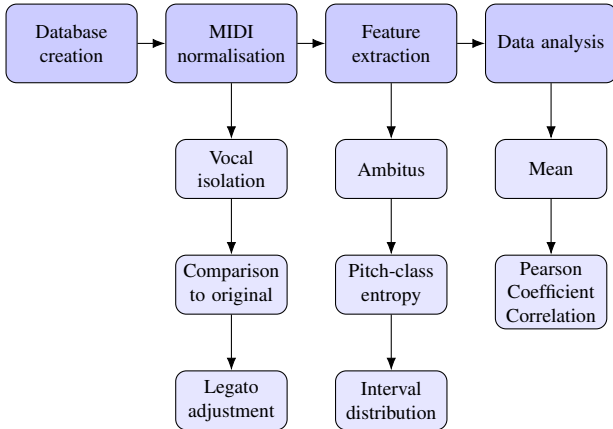 Database
creation
MIDI
normalisation
Feature
extraction
Data analysis
Vocal
isolation
Ambitus
Mean
Comparison
to original
Pitch-class
entropy
Pearson
Coefficient
Correlation
Legato
adjustment
Interval
distribution